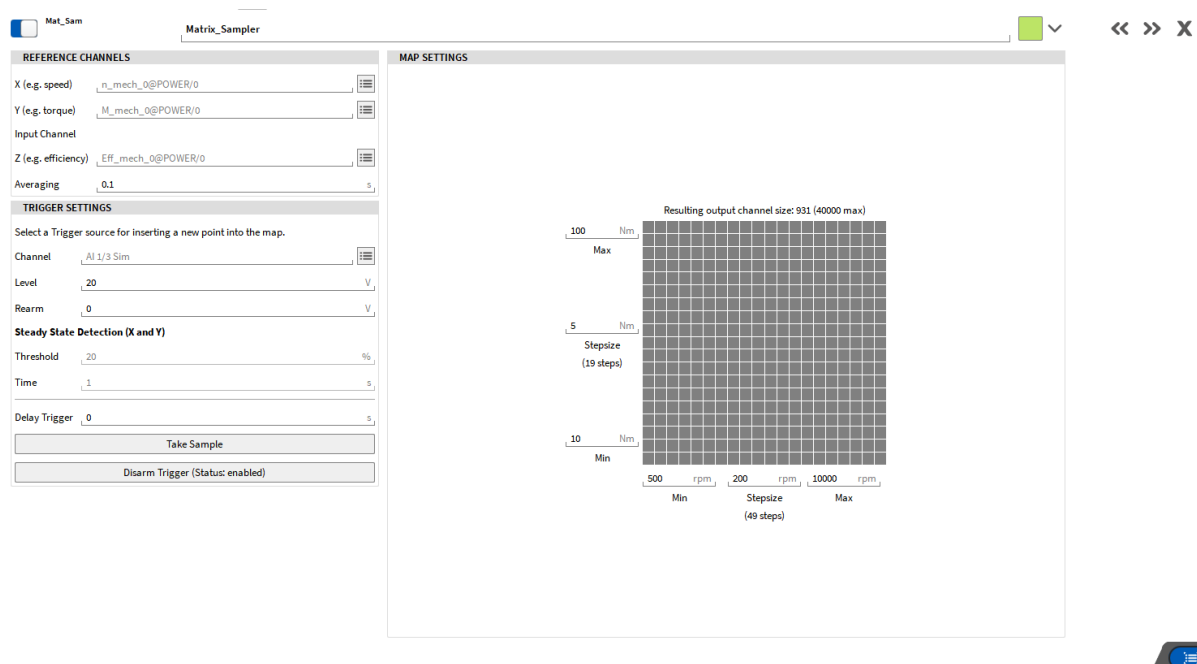 Mat_Sam
Matrix_Sampler
REFERENCE CHANNELS
X (e.g. speed) n_mech_0@POWER/0
Y (e.g. torque) M_mech_0@POWER/0
Input Channel
Z (e.g. efficiency) Eff_mech_0@POWER/0
Averaging 0.1 s
TRIGGER SETTINGS
Select a Trigger source for inserting a new point into the map.
Channel AI 1/3 Sim
Level 20 V
Rearm 0 V
Steady State Detection (X and Y)
Threshold 20 %
Time 1 s
Delay Trigger 0 s
Take Sample
Disarm Trigger (Status: enabled)
MAP SETTINGS
Resulting output channel size: 931 (40000 max)
100 Nm
Max
5 Nm
Stepsize
(19 steps)
10 Nm
Min
500 rpm 200 rpm 10000 rpm
Min Stepsize Max
(49 steps)